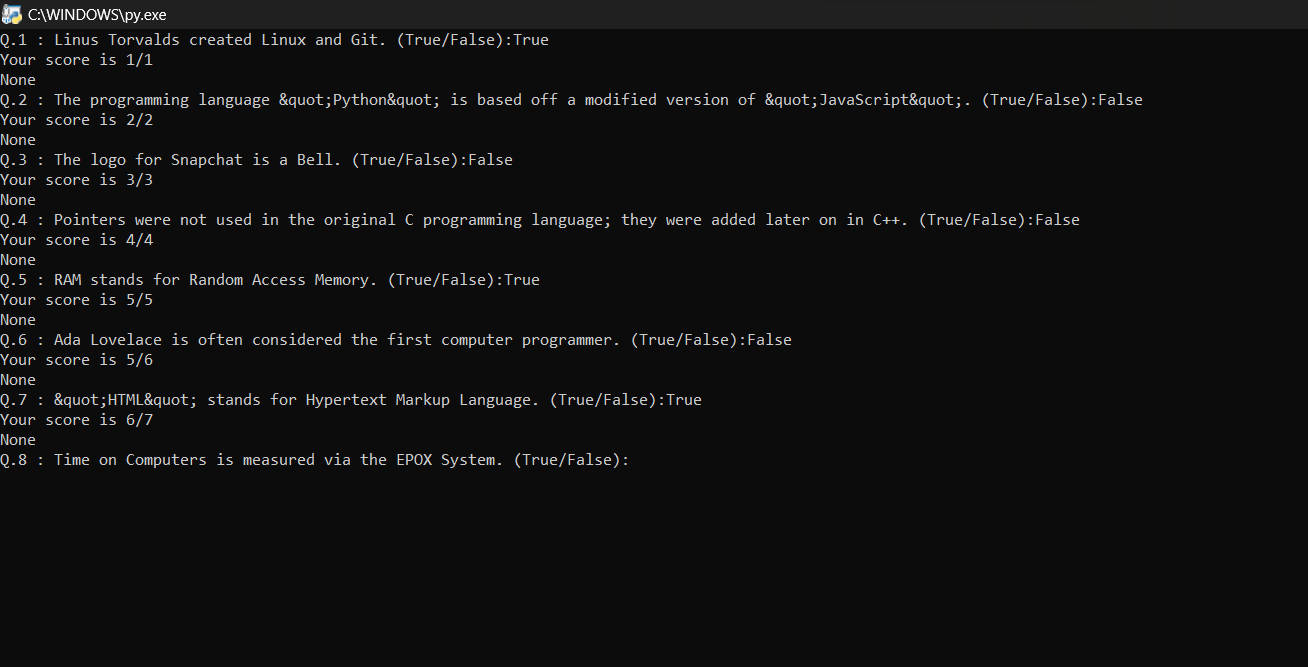 C:\WINDOWS\py.exe
Q.1 : Linus Torvalds created Linux and Git. (True/False):True
Your score is 1/1
None
Q.2 : The programming language &quot;Python&quot; is based off a modified version of &quot;JavaScript&quot;. (True/False):False
Your score is 2/2
None
Q.3 : The logo for Snapchat is a Bell. (True/False):False
Your score is 3/3
None
Q.4 : Pointers were not used in the original C programming language; they were added later on in C++. (True/False):False
Your score is 4/4
None
Q.5 : RAM stands for Random Access Memory. (True/False):True
Your score is 5/5
None
Q.6 : Ada Lovelace is often considered the first computer programmer. (True/False):False
Your score is 5/6
None
Q.7 : &quot;HTML&quot; stands for Hypertext Markup Language. (True/False):True
Your score is 6/7
None
Q.8 : Time on Computers is measured via the EPOX System. (True/False):